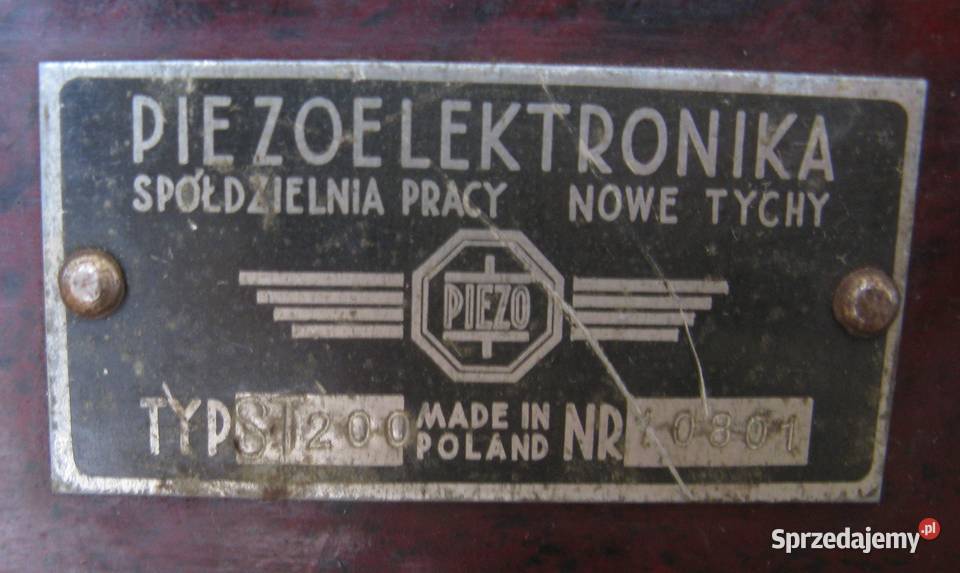 PIEZOELEKTRONIKA
SPÓŁDZIELNIA PRACY NOWE TYCHY
PIEZO
TYP ST200 MADE IN POLAND NR 10801
Sprzedajemy.pl